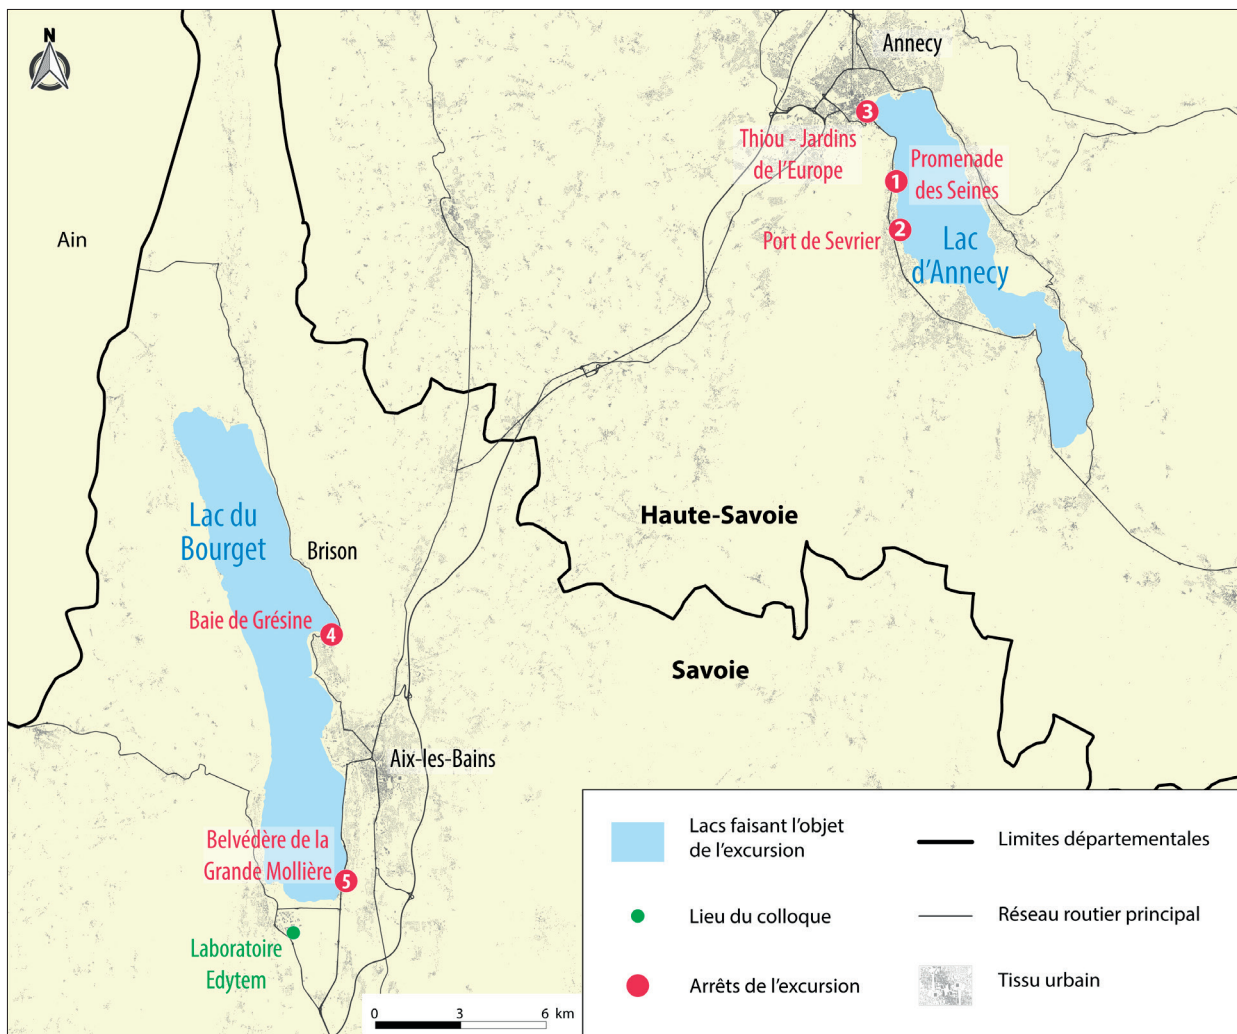 N
Annecy
3
Thiou - Jardins
de l'Europe
Promenade
des Seines
1
Port de Sevrier
2
Lac
d'Annecy
Ain
Lac du
Bourget
Brison
Haute-Savoie
Baie de Grésine
4
Savoie
Aix-les-Bains
Belvédère de la
Grande Mollière
5
Laboratoire
Edytem
0 3 6 km
Lacs faisant l'objet
de l'excursion
Limites départementales
Lieu du colloque
Réseau routier principal
Arrêts de l'excursion
Tissu urbain